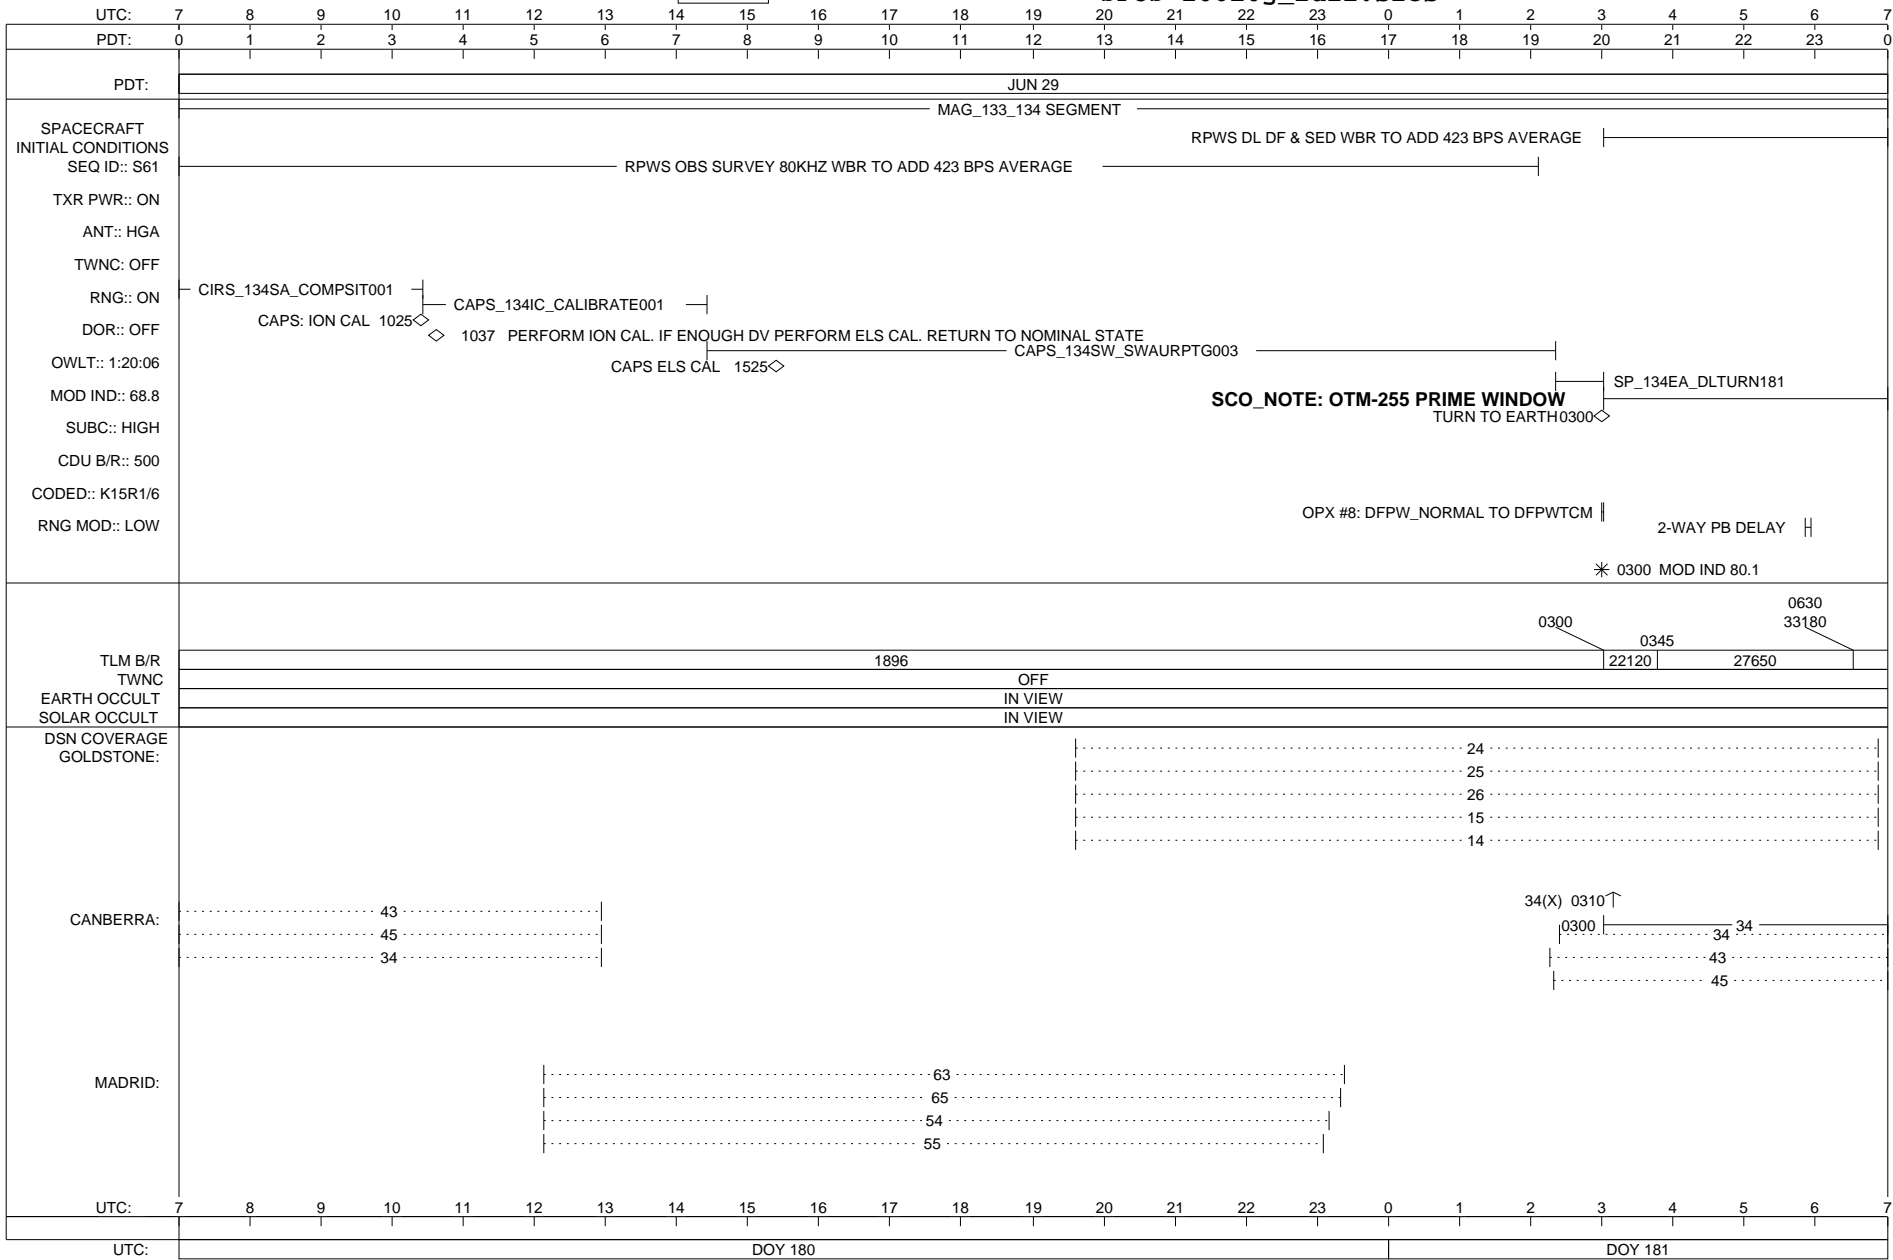 UTC: 7 8 9 10 11 12 13 14 15 16 17 18 19 20 21 22 23 0 1 2 3 4 5 6 7
PDT: 0 1 2 3 4 5 6 7 8 9 10 11 12 13 14 15 16 17 18 19 20 21 22 23 0
PDT: JUN 29
MAG_133_134 SEGMENT
SPACECRAFT
INITIAL CONDITIONS
RPWS DL DF & SED WBR TO ADD 423 BPS AVERAGE
SEQ ID:: S61
RPWS OBS SURVEY 80KHZ WBR TO ADD 423 BPS AVERAGE
TXR PWR:: ON
ANT:: HGA
TWNC: OFF
CIRS_134SA_COMPSIT001
RNG:: ON
CAPS_134IC_CALIBRATE001
CAPS: ION CAL 1025
DOR:: OFF
1037 PERFORM ION CAL. IF ENOUGH DV PERFORM ELS CAL. RETURN TO NOMINAL STATE
CAPS_134SW_SWAURPTG003
OWLT:: 1:20:06
CAPS ELS CAL 1525
SP_134EA_DLTURN181
MOD IND:: 68.8
SCO_NOTE: OTM-255 PRIME WINDOW
TURN TO EARTH 0300
SUBC:: HIGH
CDU B/R:: 500
CODED:: K15R1/6
OPX #8: DFPW_NORMAL TO DFPWTCM
RNG MOD:: LOW
2-WAY PB DELAY
0300 MOD IND 80.1
0630
0300 33180
0345
TLM B/R 1896 22120 27650
TWNC OFF
EARTH OCCULT IN VIEW
SOLAR OCCULT IN VIEW
DSN COVERAGE
GOLDSTONE:
24
25
26
15
14
34(X) 0310
CANBERRA:
43
45
34
0300 34
34
43
45
MADRID:
63
65
54
55
UTC: 7 8 9 10 11 12 13 14 15 16 17 18 19 20 21 22 23 0 1 2 3 4 5 6 7
UTC: DOY 180 DOY 181